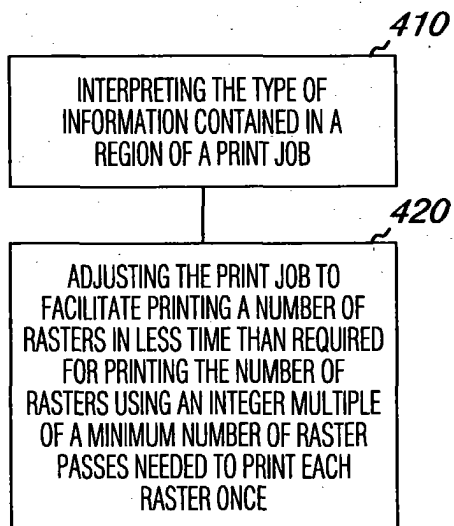 410
INTERPRETING THE TYPE OF
INFORMATION CONTAINED IN A
REGION OF A PRINT JOB
420
ADJUSTING THE PRINT JOB TO
FACILITATE PRINTING A NUMBER OF
RASTERS IN LESS TIME THAN REQUIRED
FOR PRINTING THE NUMBER OF
RASTERS USING AN INTEGER MULTIPLE
OF A MINIMUM NUMBER OF RASTER
PASSES NEEDED TO PRINT EACH
RASTER ONCE